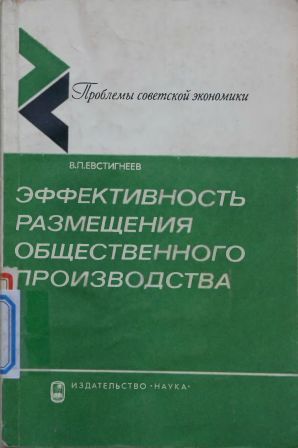 Проблемы советской экономики
В.П.ЕВСТИГНЕЕВ
ЭФФЕКТИВНОСТЬ
РАЗМЕЩЕНИЯ
ОБЩЕСТВЕННОГО
ПРОИЗВОДСТВА
ИЗДАТЕЛЬСТВО «НАУКА»